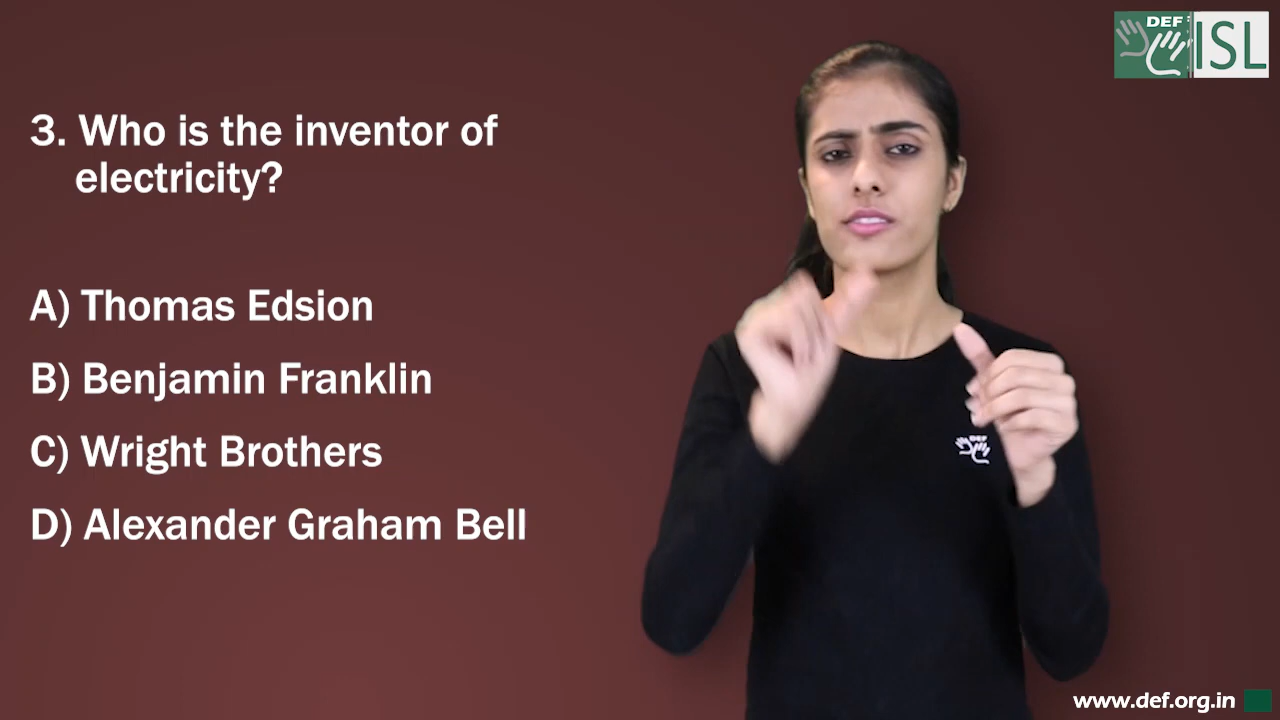 DEF
ISL
3. Who is the inventor of
electricity?
A) Thomas Edsion
B) Benjamin Franklin
C) Wright Brothers
D) Alexander Graham Bell
DEF
www.def.org.in